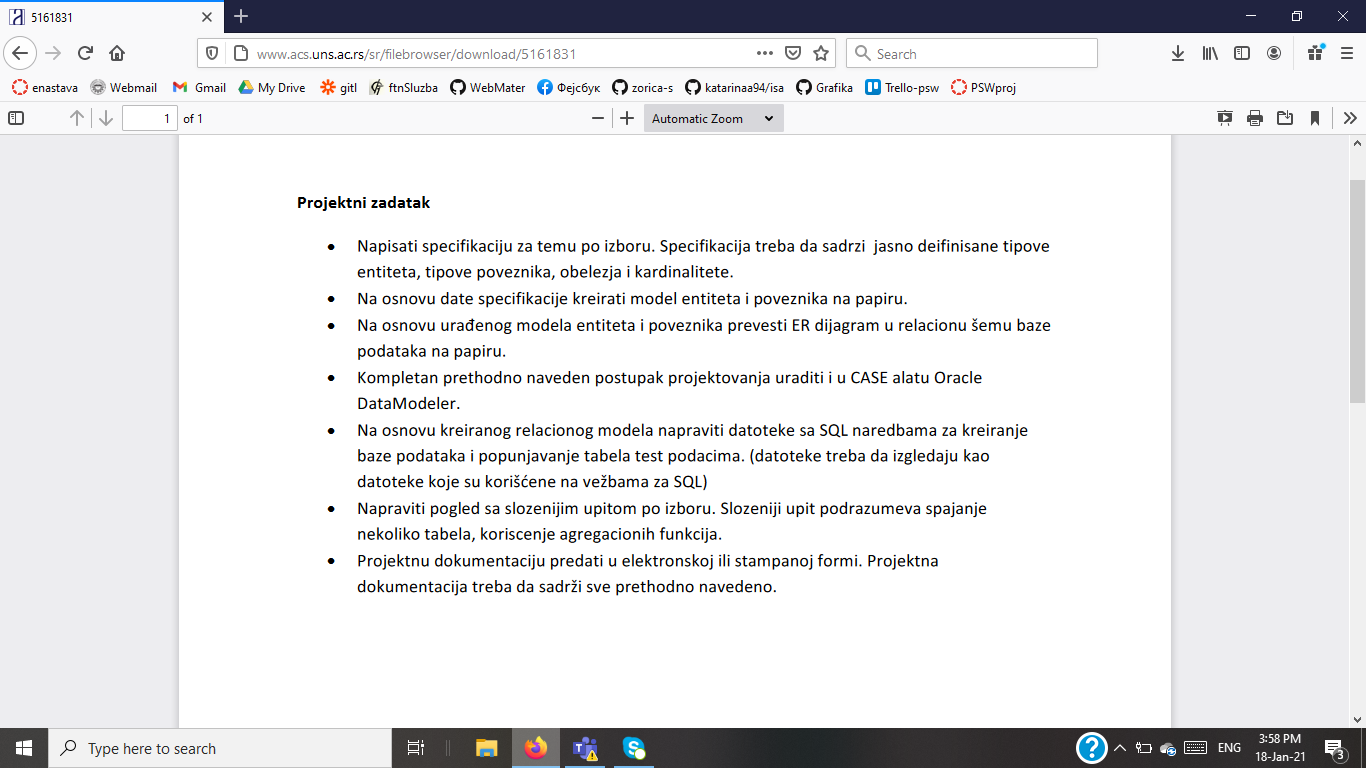 5161831
www.acs.uns.ac.rs/sr/filebrowser/download/5161831
Search
enastava Webmail Gmail My Drive gitl ftnSluzba WebMater Фејсбук zorica-s katarinaa94/isa Grafika Trello-psw PSWproj
1 of 1 Automatic Zoom
Projektni zadatak
• Napisati specifikaciju za temu po izboru. Specifikacija treba da sadrzi  jasno deifinisane tipove
entiteta, tipove poveznika, obelezja i kardinalitete.
• Na osnovu date specifikacije kreirati model entiteta i poveznika na papiru.
• Na osnovu urađenog modela entiteta i poveznika prevesti ER dijagram u relacionu šemu baze
podataka na papiru.
• Kompletan prethodno naveden postupak projektovanja uraditi i u CASE alatu Oracle
DataModeler.
• Na osnovu kreiranog relacionog modela napraviti datoteke sa SQL naredbama za kreiranje
baze podataka i popunjavanje tabela test podacima. (datoteke treba da izgledaju kao
datoteke koje su korišćene na vežbama za SQL)
• Napraviti pogled sa slozenijim upitom po izboru. Slozeniji upit podrazumeva spajanje
nekoliko tabela, koriscenje agregacionih funkcija.
• Projektnu dokumentaciju predati u elektronskoj ili stampanoj formi. Projektna
dokumentacija treba da sadrži sve prethodno navedeno.
Type here to search
ENG
3:58 PM
18-Jan-21
3